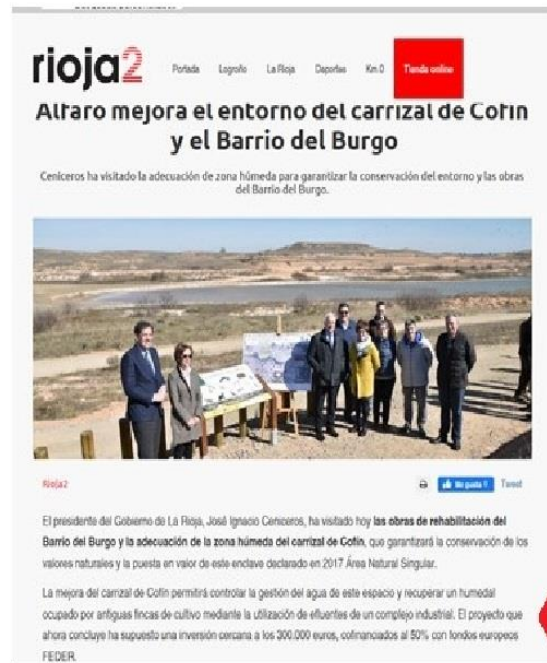 rioja2
Portada Logroño La Rioja Deportes Km.0 Tienda online
Alfaro mejora el entorno del carrizal de Cofín
y el Barrio del Burgo
Ceniceros ha visitado la adecuación de zona húmeda para garantizar la conservación del entorno y las obras
del Barrio del Burgo.
Rioja2
Me gusta 1 Tweet
El presidente del Gobierno de La Rioja, José Ignacio Ceniceros, ha visitado hoy las obras de rehabilitación del
Barrio del Burgo y la adecuación de la zona húmeda del carrizal de Cofín, que garantizará la conservación de los
valores naturales y la puesta en valor de este enclave declarado en 2017 Área Natural Singular.
La mejora del carrizal de Cofín permitirá controlar la gestión del agua de este espacio y recuperar un humedal
ocupado por antiguas fincas de cultivo mediante la utilización de efluentes de un complejo industrial. El proyecto que
ahora concluye ha supuesto una inversión cercana a los 300.000 euros, cofinanciados al 50% con fondos europeos
FEDER.